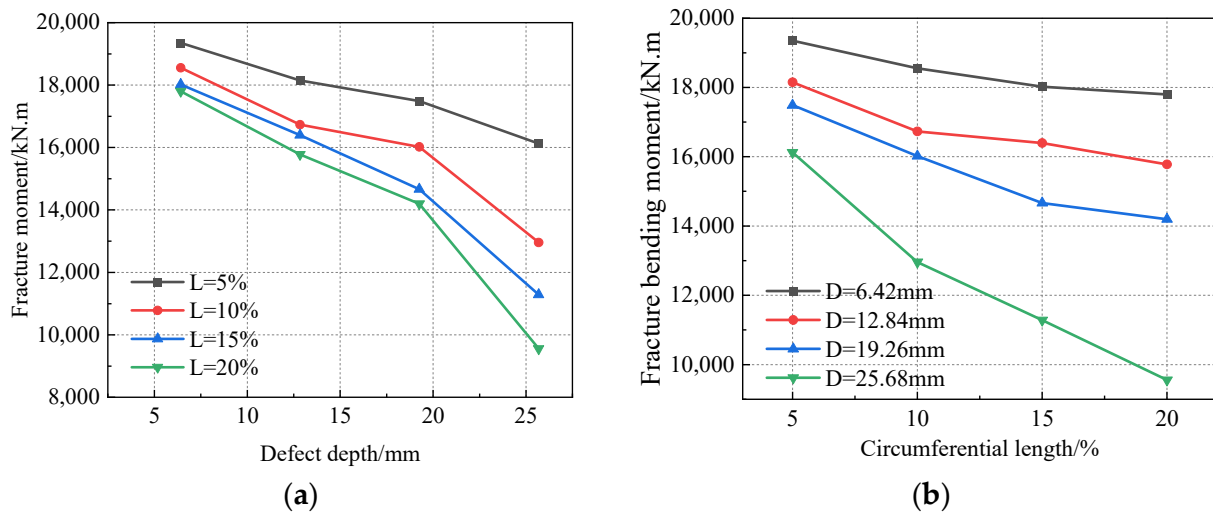 20,000
18,000
16,000
14,000
12,000
10,000
8,000
Fracture moment/kN.m
L=5%
L=10%
L=15%
L=20%
5 10 15 20 25
Defect depth/mm
(a)
20,000
18,000
16,000
14,000
12,000
10,000
Fracture bending moment/kN.m
D=6.42mm
D=12.84mm
D=19.26mm
D=25.68mm
5 10 15 20
Circumferential length/%
(b)